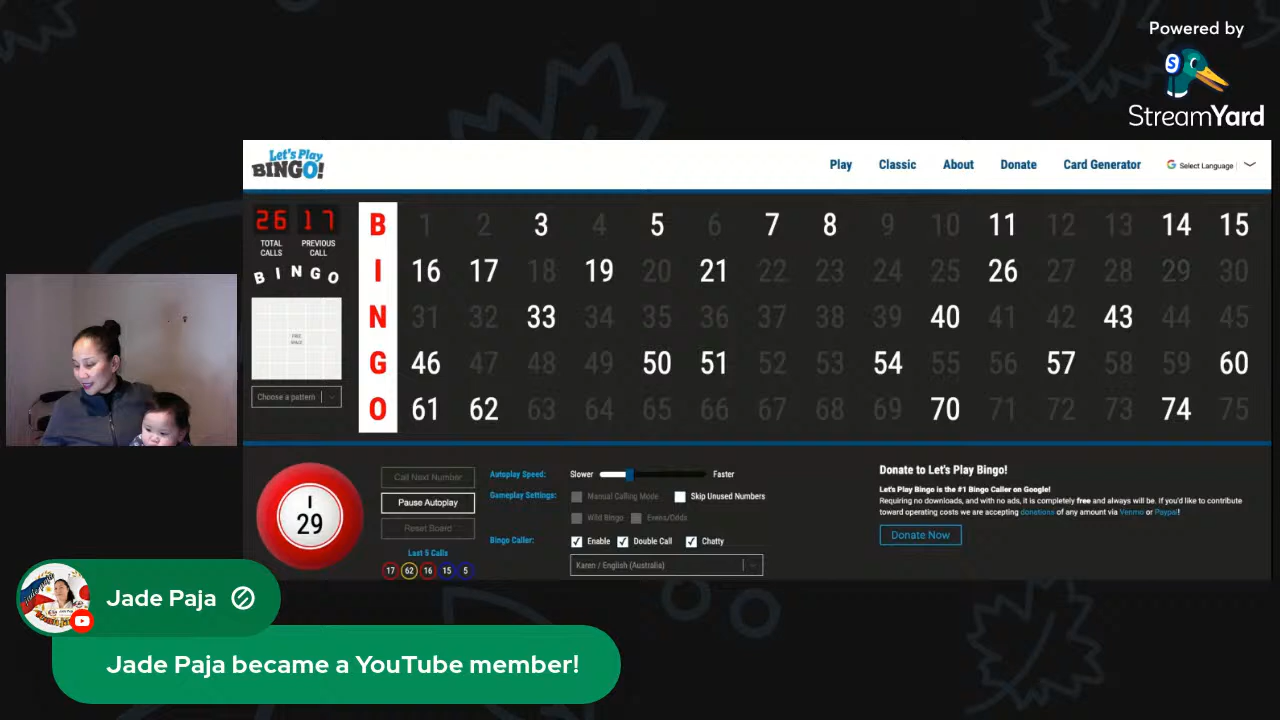 Powered by
StreamYard
Let's Play
BINGO!
Play Classic About Donate Card Generator Select Language
26 17
TOTAL CALLS PREVIOUS CALL
BINGO
FREE SPACE
Choose a pattern
B 1 2 3 4 5 6 7 8 9 10 11 12 13 14 15
I 16 17 18 19 20 21 22 23 24 25 26 27 28 29 30
N 31 32 33 34 35 36 37 38 39 40 41 42 43 44 45
G 46 47 48 49 50 51 52 53 54 55 56 57 58 59 60
O 61 62 63 64 65 66 67 68 69 70 71 72 73 74 75
I
29
Call Next Number
Pause Autoplay
Reset Board
Last 5 Calls
17 62 16 15 5
Autoplay Speed: Slower Faster
Gameplay Settings: Manual Calling Mode Skip Unused Numbers
Wild Bingo Evens/Odds
Bingo Caller: Enable Double Call Chatty
Karen / English (Australia)
Donate to Let's Play Bingo!
Let's Play Bingo is the #1 Bingo Caller on Google!
Requiring no downloads, and with no ads, it is completely free and always will be. If you'd like to contribute
toward operating costs we are accepting donations of any amount via Venmo or Paypal!
Donate Now
Jade Paja
Jade Paja became a YouTube member!